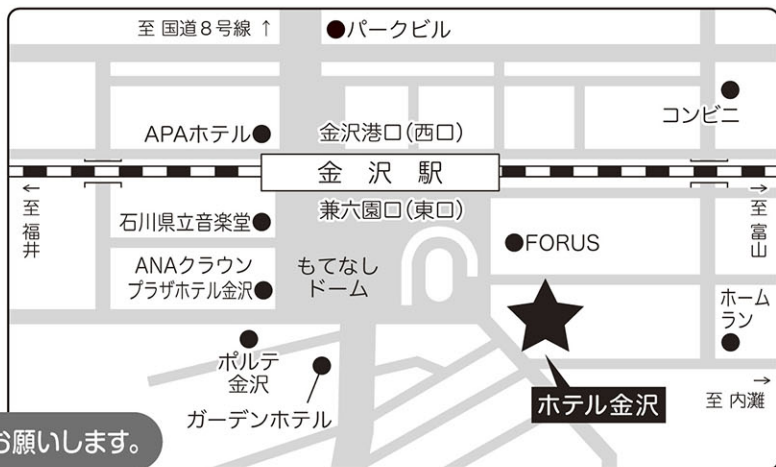 至 国道８号線 ↑
●パークビル
コンビニ
APAホテル●
金沢港口(西口)
金 沢 駅
兼六園口(東口)
←
至
福
井
→
至
富
山
石川県立音楽堂●
●FORUS
ANAクラウン
プラザホテル金沢●
もてなし
ドーム
ホーム
ラン
ポルテ
金沢
ガーデンホテル
ホテル金沢
→
至 内灘
お願いします。